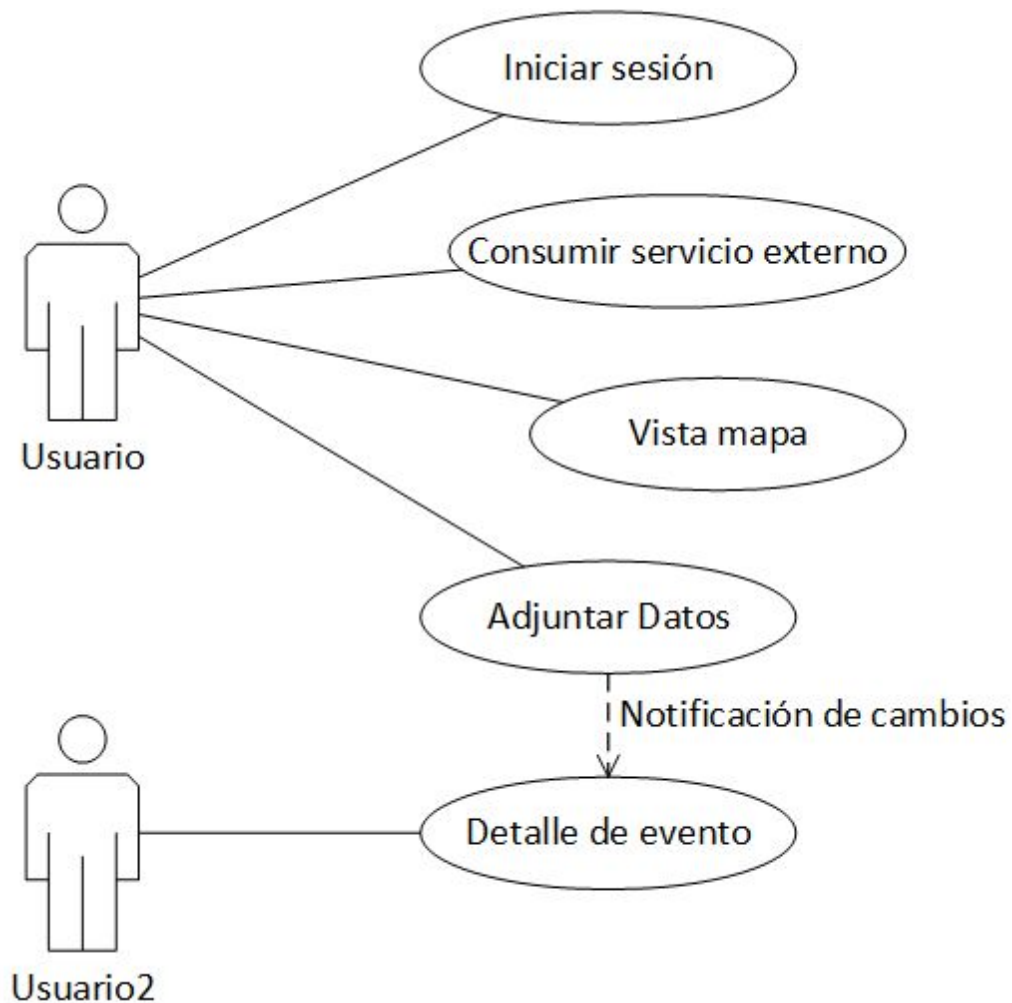 Iniciar sesión
Consumir servicio externo
Vista mapa
Usuario
Adjuntar Datos
Notificación de cambios
Detalle de evento
Usuario2